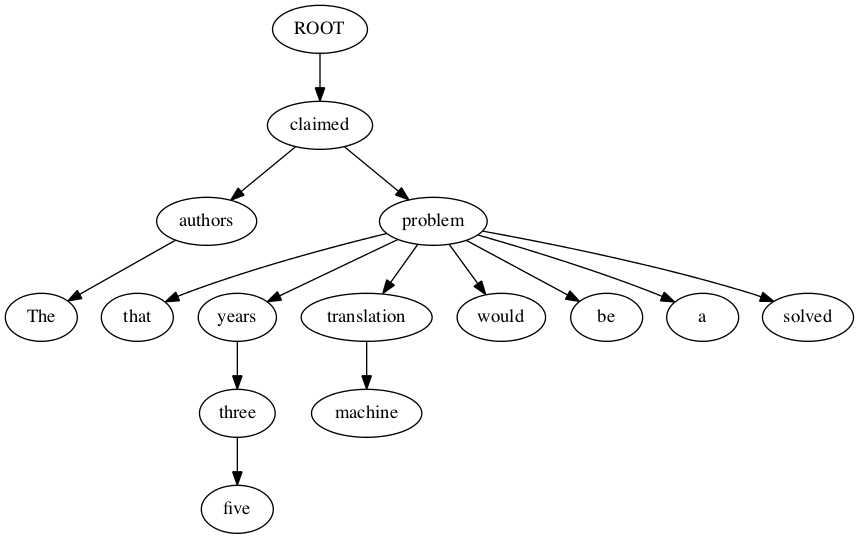 ROOT
claimed
authors problem
The that years translation would be a solved
three machine
five